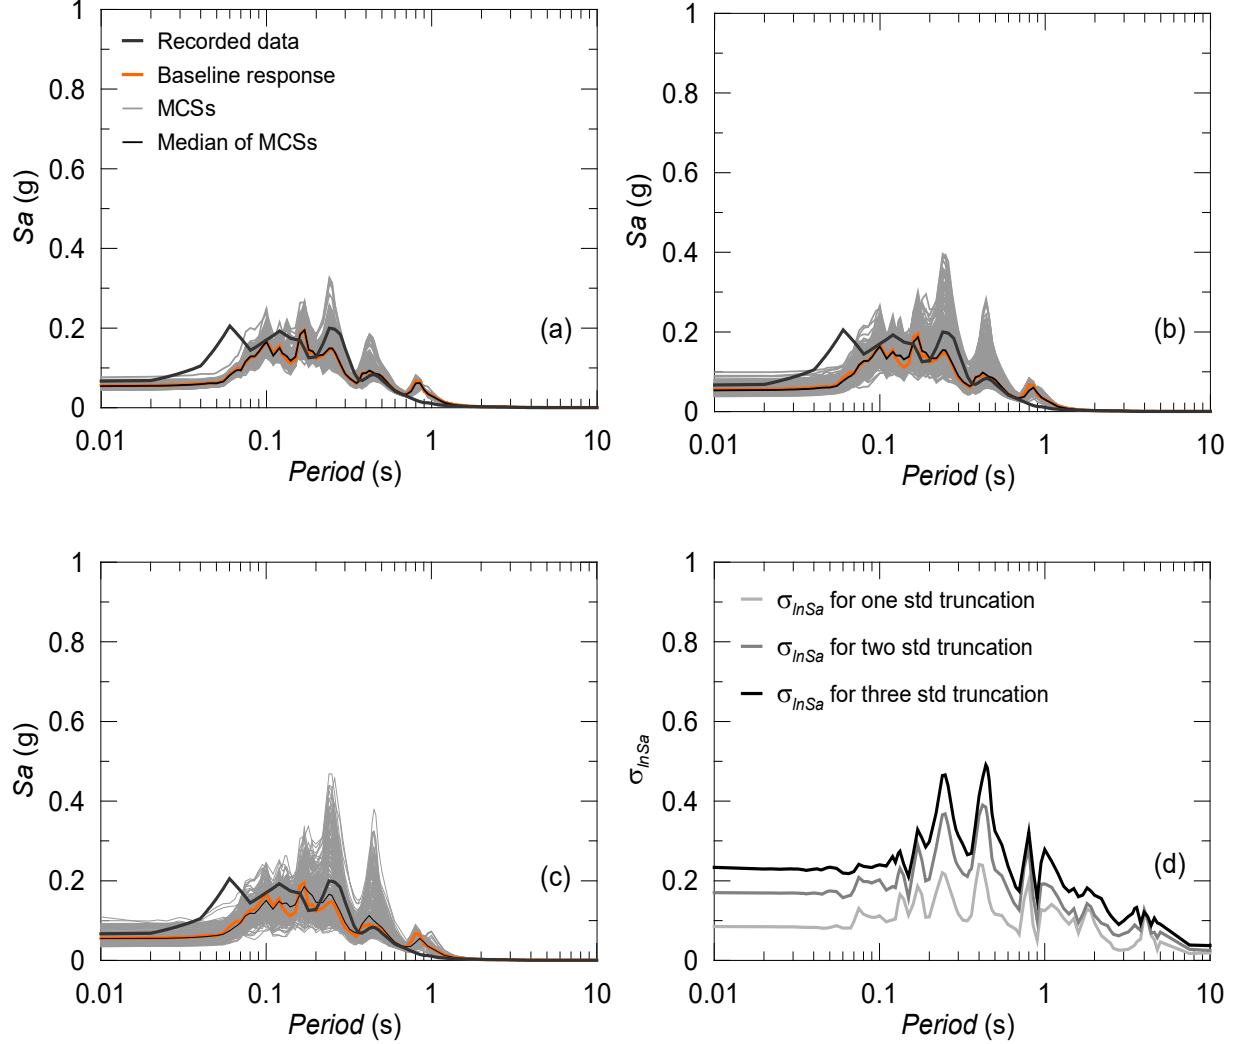 1
0.8
0.6
0.4
0.2
0
Sa (g)
Recorded data
Baseline response
MCSs
Median of MCSs
(a)
0.01
0.1
1
10
Period (s)
1
0.8
0.6
0.4
0.2
0
Sa (g)
(b)
0.01
0.1
1
10
Period (s)
1
0.8
0.6
0.4
0.2
0
Sa (g)
(c)
0.01
0.1
1
10
Period (s)
1
0.8
0.6
0.4
0.2
0
σlnSa
σlnSa for one std truncation
σlnSa for two std truncation
σlnSa for three std truncation
(d)
0.01
0.1
1
10
Period (s)